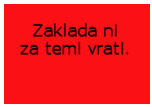 Zaklada ni
za temi vrati.